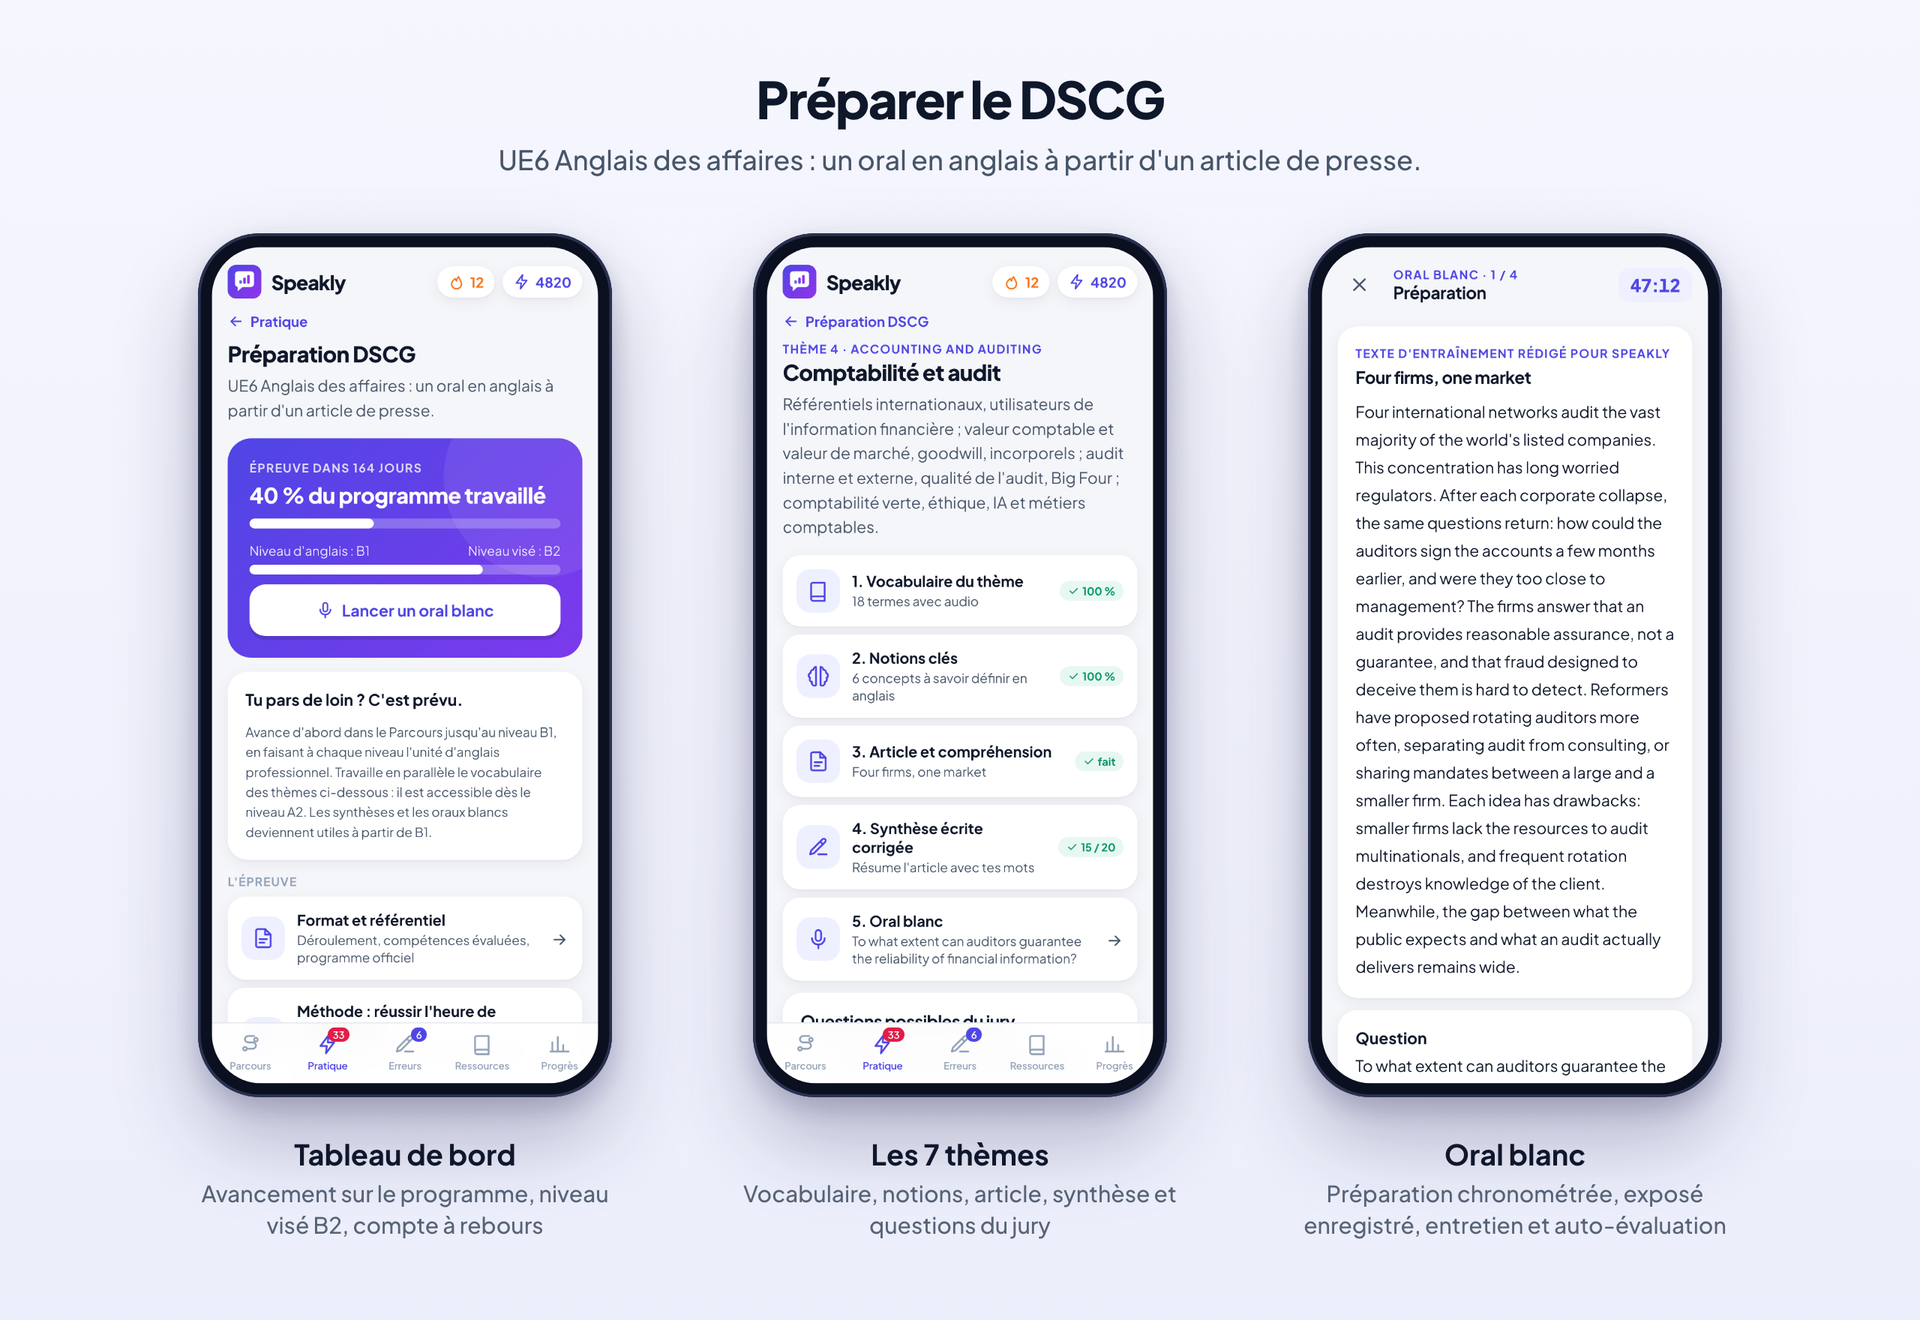 Préparer le DSCG
UE6 Anglais des affaires : un oral en anglais à partir d'un article de presse.
Speakly
12
4820
← Pratique
Préparation DSCG
UE6 Anglais des affaires : un oral en anglais à
partir d'un article de presse.
ÉPREUVE DANS 164 JOURS
40 % du programme travaillé
Niveau d'anglais : B1
Niveau visé : B2
Lancer un oral blanc
Tu pars de loin ? C'est prévu.
Avance d'abord dans le Parcours jusqu'au niveau B1,
en faisant à chaque niveau l'unité d'anglais
professionnel. Travaille en parallèle le vocabulaire
des thèmes ci-dessous : il est accessible dès le
niveau A2. Les synthèses et les oraux blancs
deviennent utiles à partir de B1.
L'ÉPREUVE
Format et référentiel
Déroulement, compétences évaluées,
programme officiel
Méthode : réussir l'heure de
33
6
Parcours
Pratique
Erreurs
Ressources
Progrès
Tableau de bord
Avancement sur le programme, niveau
visé B2, compte à rebours
Speakly
12
4820
← Préparation DSCG
THÈME 4 · ACCOUNTING AND AUDITING
Comptabilité et audit
Référentiels internationaux, utilisateurs de
l'information financière ; valeur comptable et
valeur de marché, goodwill, incorporels ; audit
interne et externe, qualité de l'audit, Big Four ;
comptabilité verte, éthique, IA et métiers
comptables.
1. Vocabulaire du thème
18 termes avec audio
✓ 100 %
2. Notions clés
6 concepts à savoir définir en
anglais
✓ 100 %
3. Article et compréhension
Four firms, one market
✓ fait
4. Synthèse écrite
corrigée
Résume l'article avec tes mots
✓ 15 / 20
5. Oral blanc
To what extent can auditors guarantee
the reliability of financial information?
Questions possibles du jury
33
6
Parcours
Pratique
Erreurs
Ressources
Progrès
Les 7 thèmes
Vocabulaire, notions, article, synthèse et
questions du jury
ORAL BLANC · 1 / 4
Préparation
47:12
TEXTE D'ENTRAÎNEMENT RÉDIGÉ POUR SPEAKLY
Four firms, one market
Four international networks audit the vast
majority of the world's listed companies.
This concentration has long worried
regulators. After each corporate collapse,
the same questions return: how could the
auditors sign the accounts a few months
earlier, and were they too close to
management? The firms answer that an
audit provides reasonable assurance, not a
guarantee, and that fraud designed to
deceive them is hard to detect. Reformers
have proposed rotating auditors more
often, separating audit from consulting, or
sharing mandates between a large and a
smaller firm. Each idea has drawbacks:
smaller firms lack the resources to audit
multinationals, and frequent rotation
destroys knowledge of the client.
Meanwhile, the gap between what the
public expects and what an audit actually
delivers remains wide.
Question
To what extent can auditors guarantee the
Oral blanc
Préparation chronométrée, exposé
enregistré, entretien et auto-évaluation